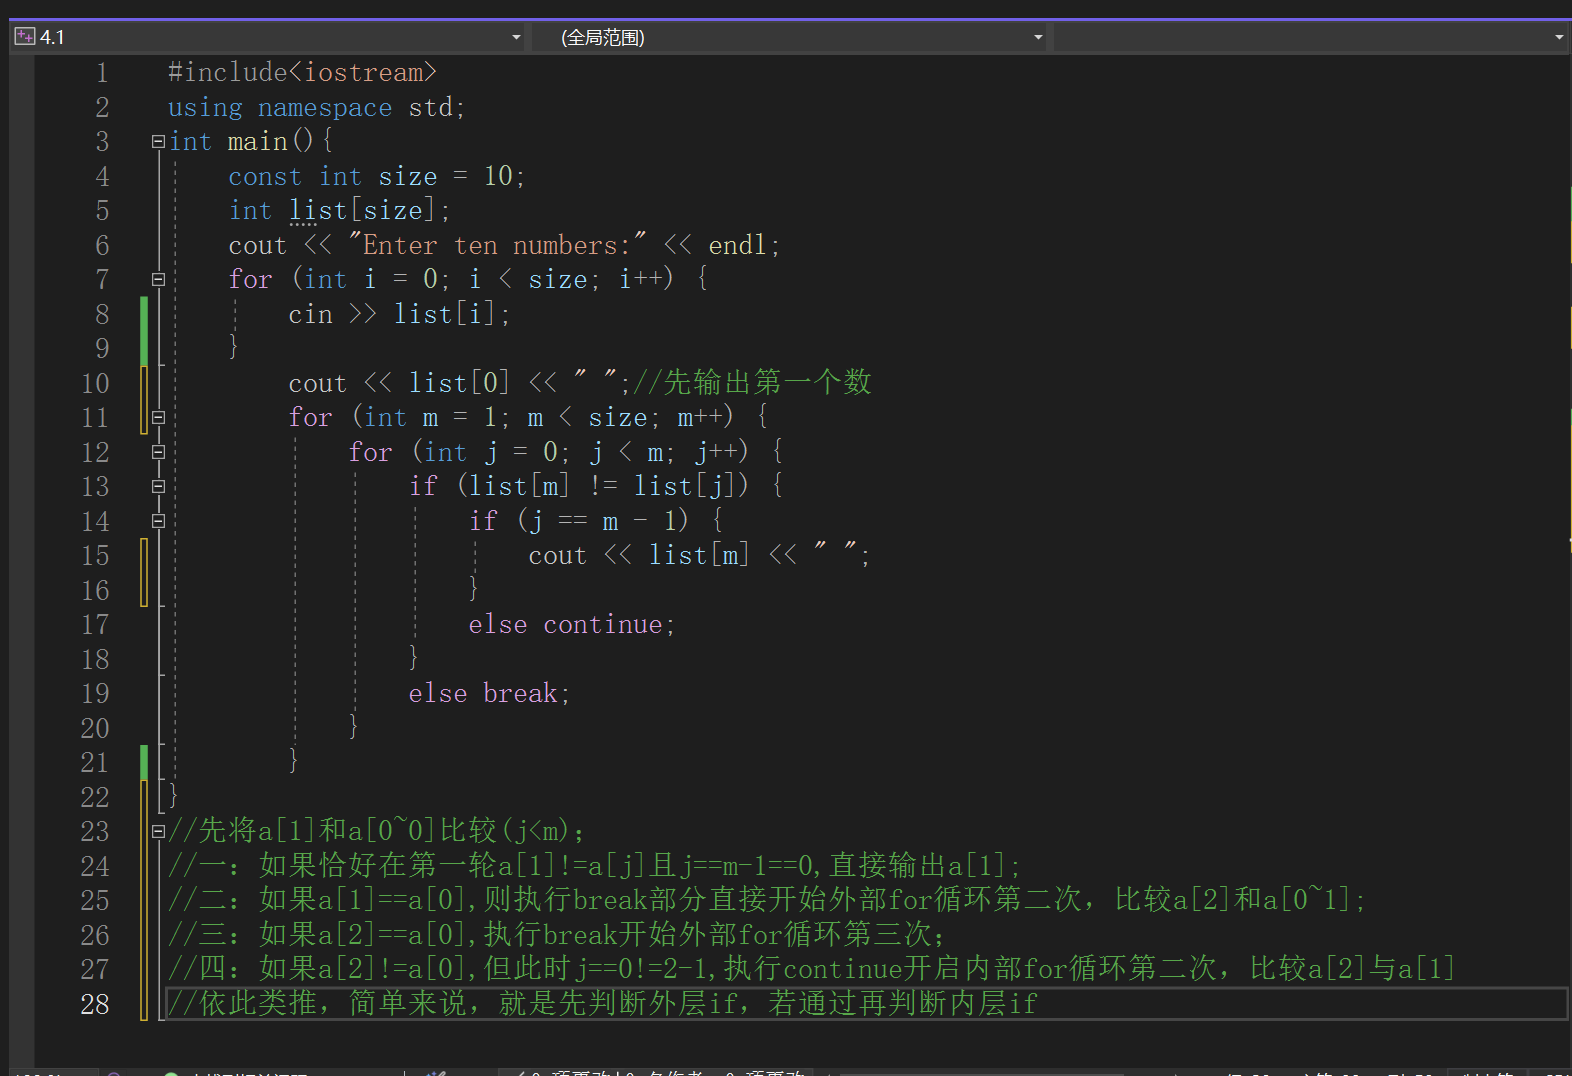 4.1
(全局范围)
1 #include<iostream>
2 using namespace std;
3 int main(){
4 const int size = 10;
5 int list[size];
6 cout << "Enter ten numbers:" << endl;
7 for (int i = 0; i < size; i++) {
8 cin >> list[i];
9 }
10 cout << list[0] << " ";//先输出第一个数
11 for (int m = 1; m < size; m++) {
12 for (int j = 0; j < m; j++) {
13 if (list[m] != list[j]) {
14 if (j == m - 1) {
15 cout << list[m] << " ";
16 }
17 else continue;
18 }
19 else break;
20 }
21 }
22 }
23 //先将a[1]和a[0~0]比较(j<m);
24 //一：如果恰好在第一轮a[1]!=a[j]且j==m-1==0,直接输出a[1];
25 //二：如果a[1]==a[0],则执行break部分直接开始外部for循环第二次，比较a[2]和a[0~1];
26 //三：如果a[2]==a[0],执行break开始外部for循环第三次；
27 //四：如果a[2]!=a[0],但此时j==0!=2-1,执行continue开启内部for循环第二次，比较a[2]与a[1]
28 //依此类推，简单来说，就是先判断外层if，若通过再判断内层if